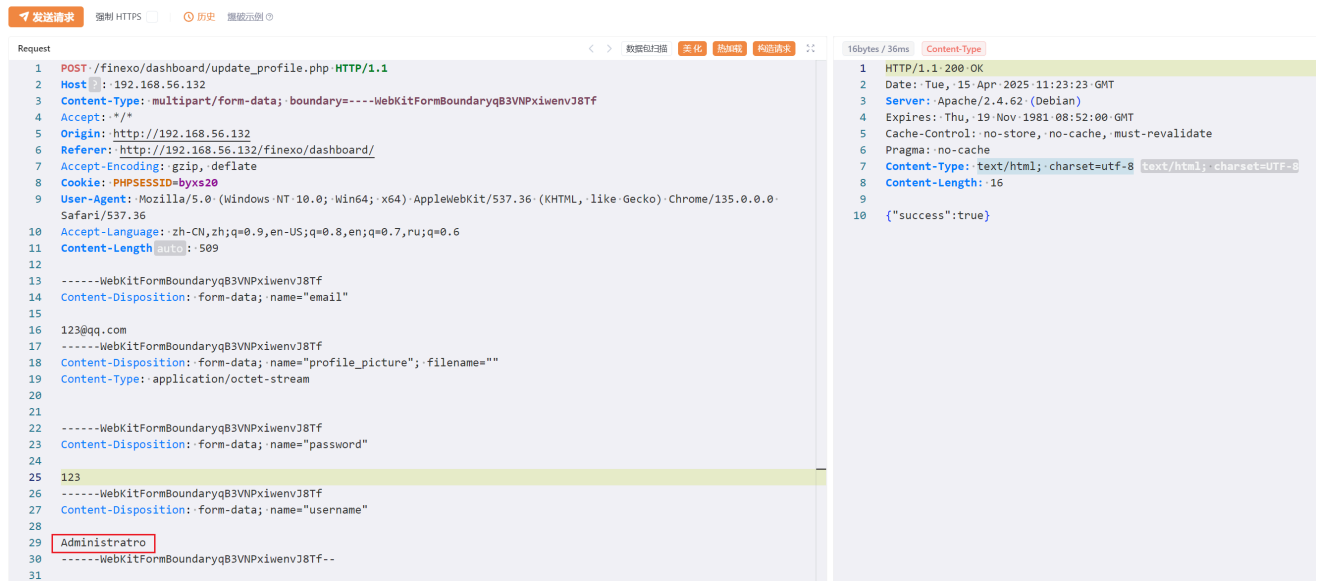 发送请求 强制 HTTPS 历史 爆破示例
Request 数据包扫描 美化 热加载 构造请求
1 POST /finexo/dashboard/update_profile.php HTTP/1.1
2 Host ? : 192.168.56.132
3 Content-Type: multipart/form-data; boundary=----WebKitFormBoundaryqB3VNPxiwenvJ8Tf
4 Accept: */*
5 Origin: http://192.168.56.132
6 Referer: http://192.168.56.132/finexo/dashboard/
7 Accept-Encoding: gzip, deflate
8 Cookie: PHPSESSID=byxs20
9 User-Agent: Mozilla/5.0 (Windows NT 10.0; Win64; x64) AppleWebKit/537.36 (KHTML, like Gecko) Chrome/135.0.0.0
Safari/537.36
10 Accept-Language: zh-CN,zh;q=0.9,en-US;q=0.8,en;q=0.7,ru;q=0.6
11 Content-Length auto : 509
12
13 ------WebKitFormBoundaryqB3VNPxiwenvJ8Tf
14 Content-Disposition: form-data; name="email"
15
16 123@qq.com
17 ------WebKitFormBoundaryqB3VNPxiwenvJ8Tf
18 Content-Disposition: form-data; name="profile_picture"; filename=""
19 Content-Type: application/octet-stream
20
21
22 ------WebKitFormBoundaryqB3VNPxiwenvJ8Tf
23 Content-Disposition: form-data; name="password"
24
25 123
26 ------WebKitFormBoundaryqB3VNPxiwenvJ8Tf
27 Content-Disposition: form-data; name="username"
28
29 Administratro
30 ------WebKitFormBoundaryqB3VNPxiwenvJ8Tf--
31
16bytes / 36ms Content-Type
1 HTTP/1.1 200 OK
2 Date: Tue, 15 Apr 2025 11:23:23 GMT
3 Server: Apache/2.4.62 (Debian)
4 Expires: Thu, 19 Nov 1981 08:52:00 GMT
5 Cache-Control: no-store, no-cache, must-revalidate
6 Pragma: no-cache
7 Content-Type: text/html; charset=utf-8 text/html; charset=UTF-8
8 Content-Length: 16
9
10 {"success":true}